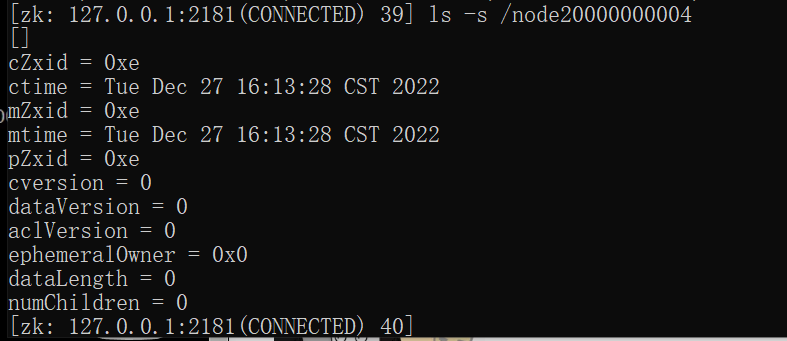 [zk: 127.0.0.1:2181(CONNECTED) 39] ls -s /node20000000004
[]
cZxid = 0xe
ctime = Tue Dec 27 16:13:28 CST 2022
mZxid = 0xe
mtime = Tue Dec 27 16:13:28 CST 2022
pZxid = 0xe
cversion = 0
dataVersion = 0
aclVersion = 0
ephemeralOwner = 0x0
dataLength = 0
numChildren = 0
[zk: 127.0.0.1:2181(CONNECTED) 40]